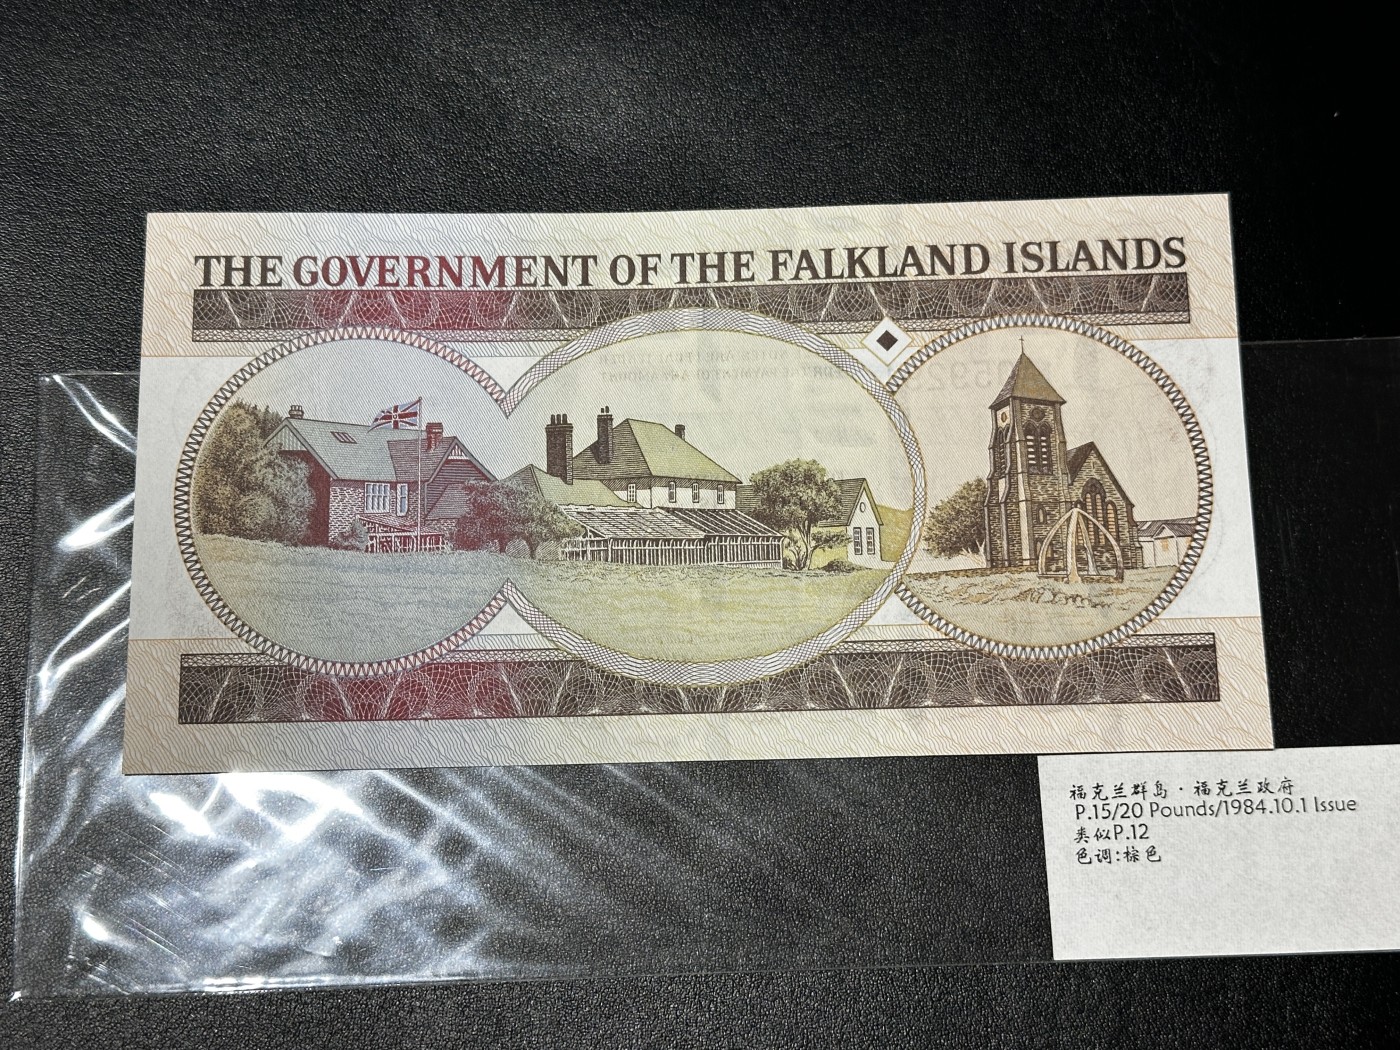 THE GOVERNMENT OF THE FALKLAND ISLANDS
福克兰群岛·福克兰政府
P.15/20 Pounds/1984.10.1 Issue
类似P.12
色调:棕色